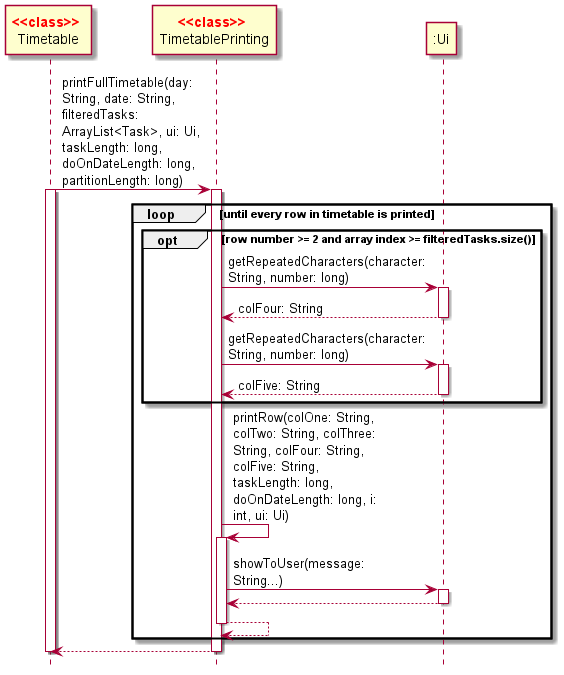 <<class>>
Timetable
<<class>>
TimetablePrinting
:Ui
printFullTimetable(day:
String, date: String,
filteredTasks:
ArrayList<Task>, ui: Ui,
taskLength: long,
doOnDateLength: long,
partitionLength: long)
loop
[until every row in timetable is printed]
opt
[row number >= 2 and array index >= filteredTasks.size()]
getRepeatedCharacters(character:
String, number: long)
colFour: String
getRepeatedCharacters(character:
String, number: long)
colFive: String
printRow(colOne: String,
colTwo: String, colThree:
String, colFour: String,
colFive: String,
taskLength: long,
doOnDateLength: long, i:
int, ui: Ui)
showToUser(message:
String...)